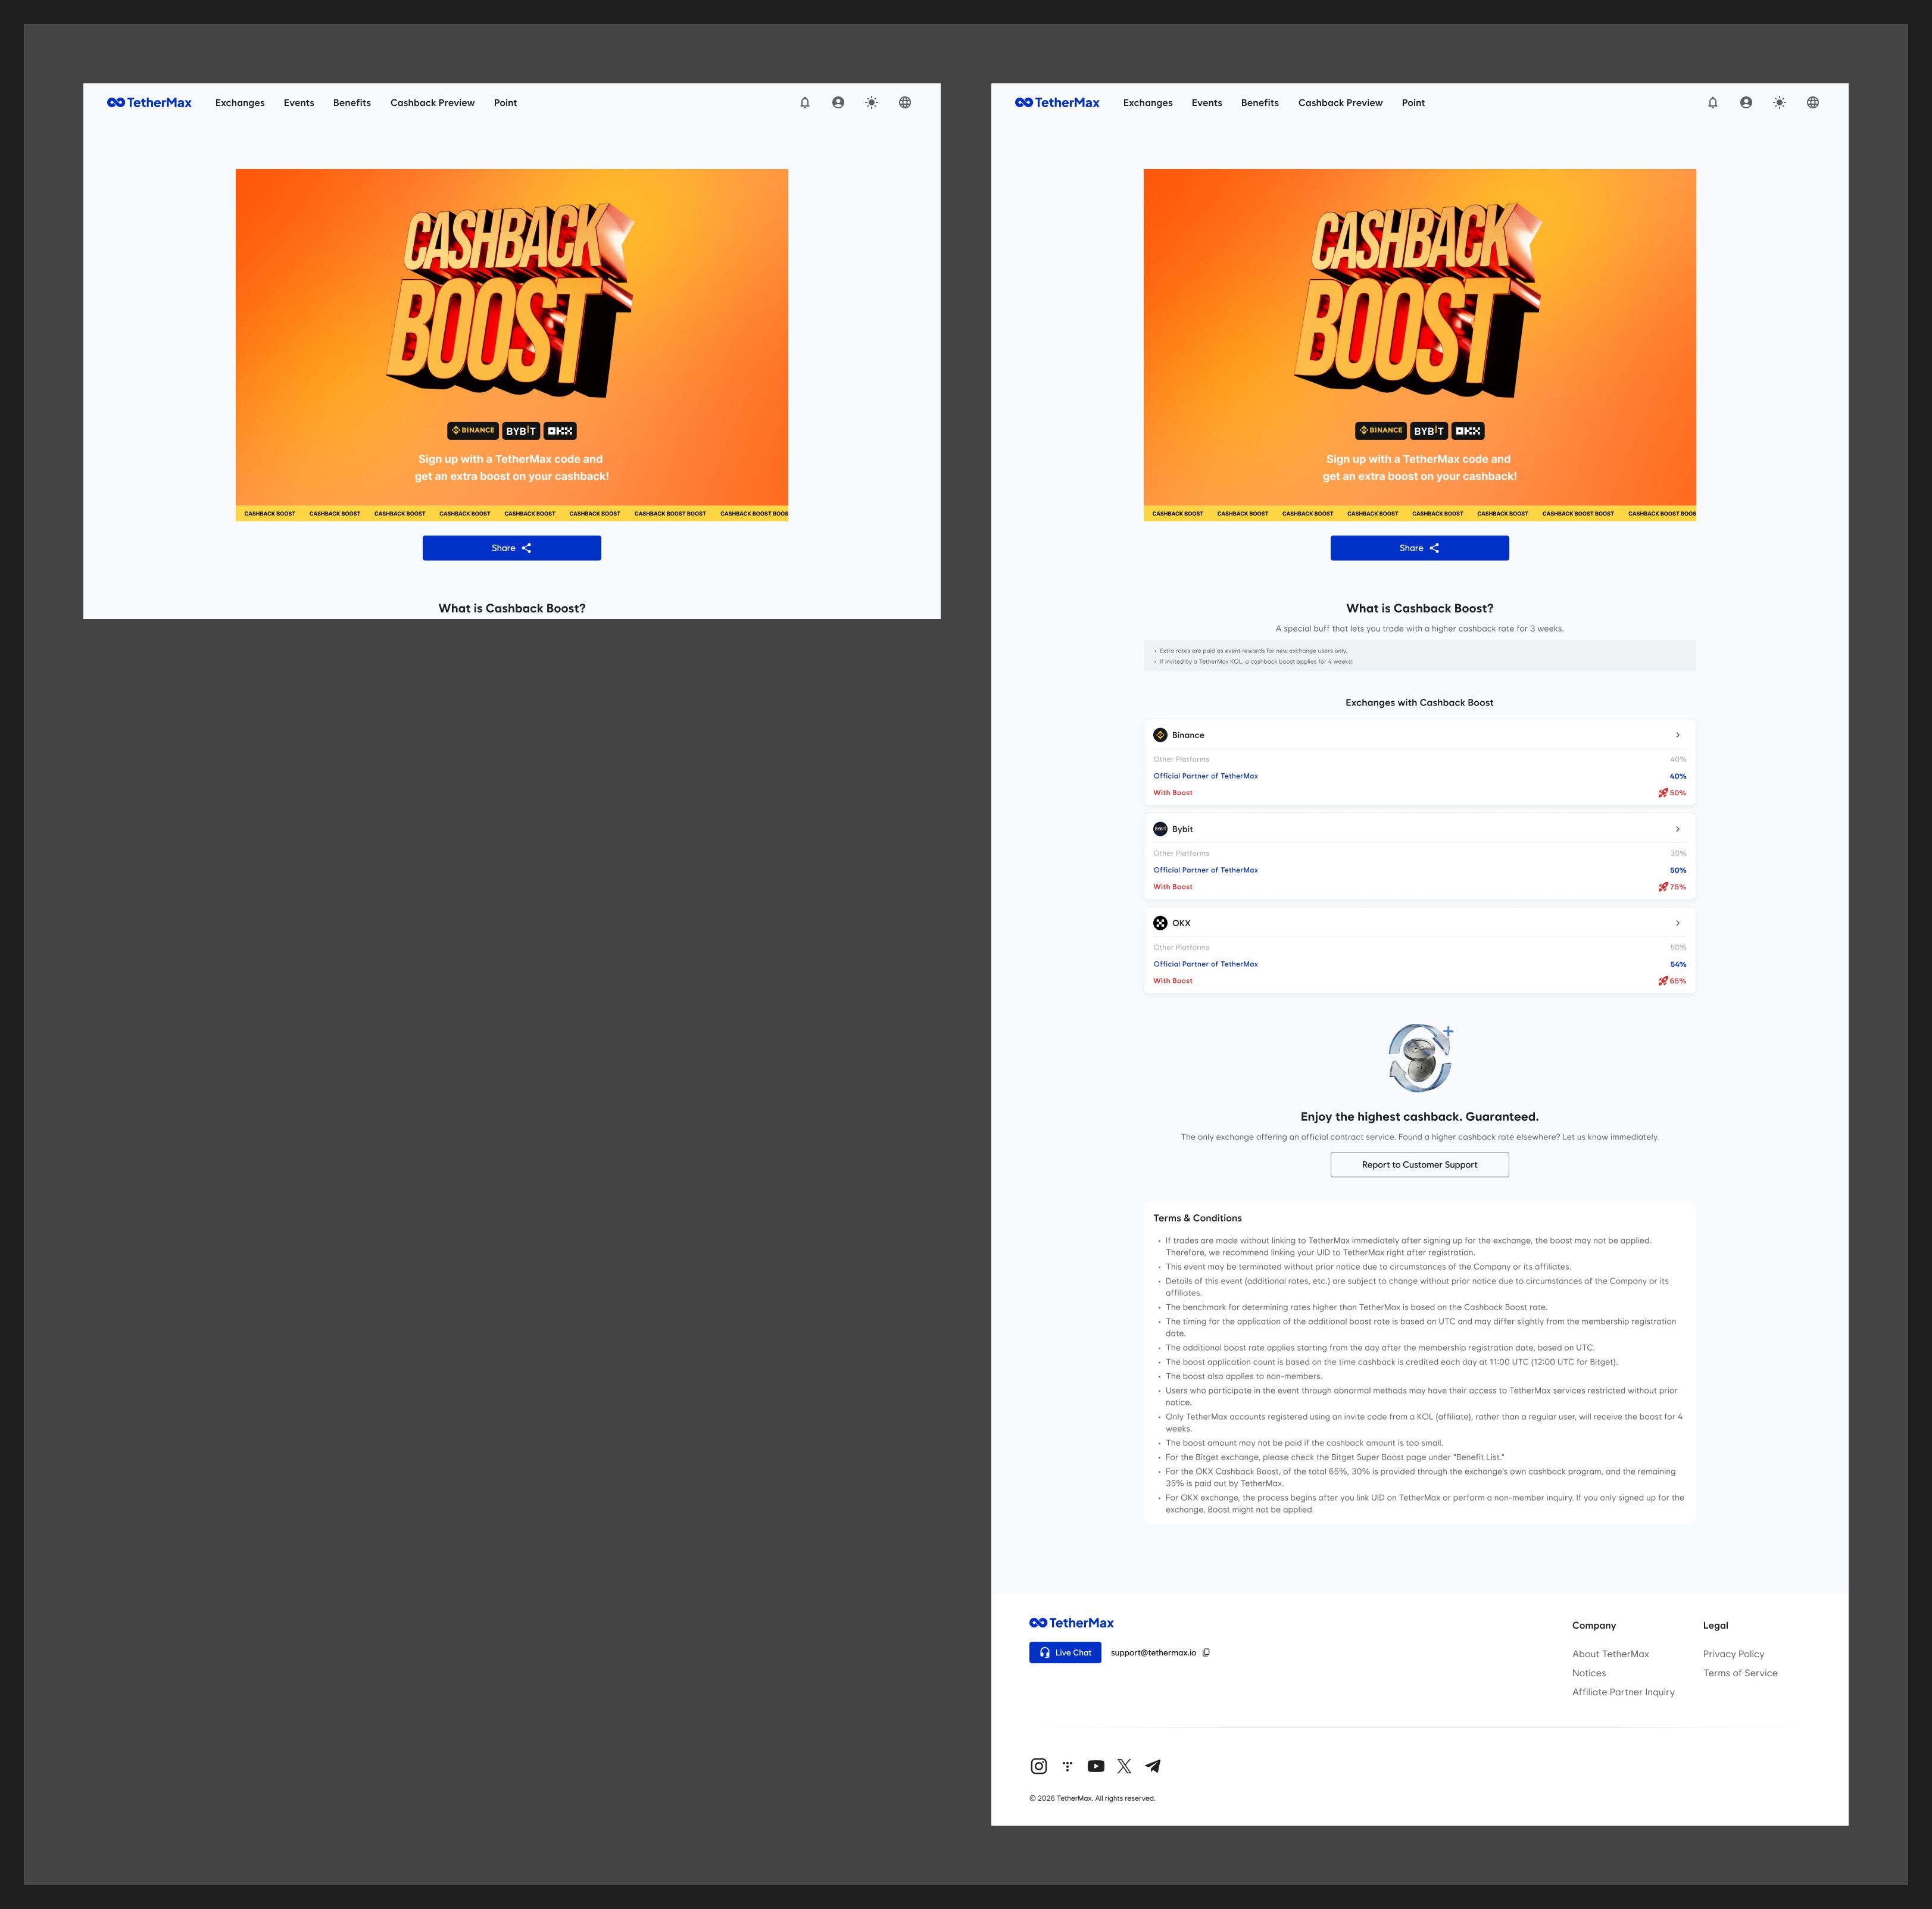 TetherMax Exchanges Events Benefits Cashback Preview Point
CASHBACK
BOOST
BINANCE BYBIT OKX
Sign up with a TetherMax code and
get an extra boost on your cashback!
CASHBACK BOOST CASHBACK BOOST CASHBACK BOOST CASHBACK BOOST CASHBACK BOOST CASHBACK BOOST CASHBACK BOOST BOOST CASHBACK BOOST BOOS
Share
What is Cashback Boost?
TetherMax Exchanges Events Benefits Cashback Preview Point
CASHBACK
BOOST
BINANCE BYBIT OKX
Sign up with a TetherMax code and
get an extra boost on your cashback!
CASHBACK BOOST CASHBACK BOOST CASHBACK BOOST CASHBACK BOOST CASHBACK BOOST CASHBACK BOOST CASHBACK BOOST BOOST CASHBACK BOOST BOOS
Share
What is Cashback Boost?
A special buff that lets you trade with a higher cashback rate for 3 weeks.
• Extra rates are paid as event rewards for new exchange users only.
• If invited by a TetherMax KOL, a cashback boost applies for 4 weeks!
Exchanges with Cashback Boost
Binance
Other Platforms 40%
Official Partner of TetherMax 40%
With Boost 50%
BYBIT Bybit
Other Platforms 30%
Official Partner of TetherMax 50%
With Boost 75%
OKX
Other Platforms 50%
Official Partner of TetherMax 54%
With Boost 65%
Enjoy the highest cashback. Guaranteed.
The only exchange offering an official contract service. Found a higher cashback rate elsewhere? Let us know immediately.
Report to Customer Support
Terms & Conditions
• If trades are made without linking to TetherMax immediately after signing up for the exchange, the boost may not be applied.
Therefore, we recommend linking your UID to TetherMax right after registration.
• This event may be terminated without prior notice due to circumstances of the Company or its affiliates.
• Details of this event (additional rates, etc.) are subject to change without prior notice due to circumstances of the Company or its
affiliates.
• The benchmark for determining rates higher than TetherMax is based on the Cashback Boost rate.
• The timing for the application of the additional boost rate is based on UTC and may differ slightly from the membership registration
date.
• The additional boost rate applies starting from the day after the membership registration date, based on UTC.
• The boost application count is based on the time cashback is credited each day at 11:00 UTC (12:00 UTC for Bitget).
• The boost also applies to non-members.
• Users who participate in the event through abnormal methods may have their access to TetherMax services restricted without prior
notice.
• Only TetherMax accounts registered using an invite code from a KOL (affiliate), rather than a regular user, will receive the boost for 4
weeks.
• The boost amount may not be paid if the cashback amount is too small.
• For the Bitget exchange, please check the Bitget Super Boost page under "Benefit List."
• For the OKX Cashback Boost, of the total 65%, 30% is provided through the exchange's own cashback program, and the remaining
35% is paid out by TetherMax.
• For OKX exchange, the process begins after you link UID on TetherMax or perform a non-member inquiry. If you only signed up for the
exchange, Boost might not be applied.
TetherMax
Live Chat support@tethermax.io
Company
About TetherMax
Notices
Affiliate Partner Inquiry
Legal
Privacy Policy
Terms of Service
© 2026 TetherMax. All rights reserved.